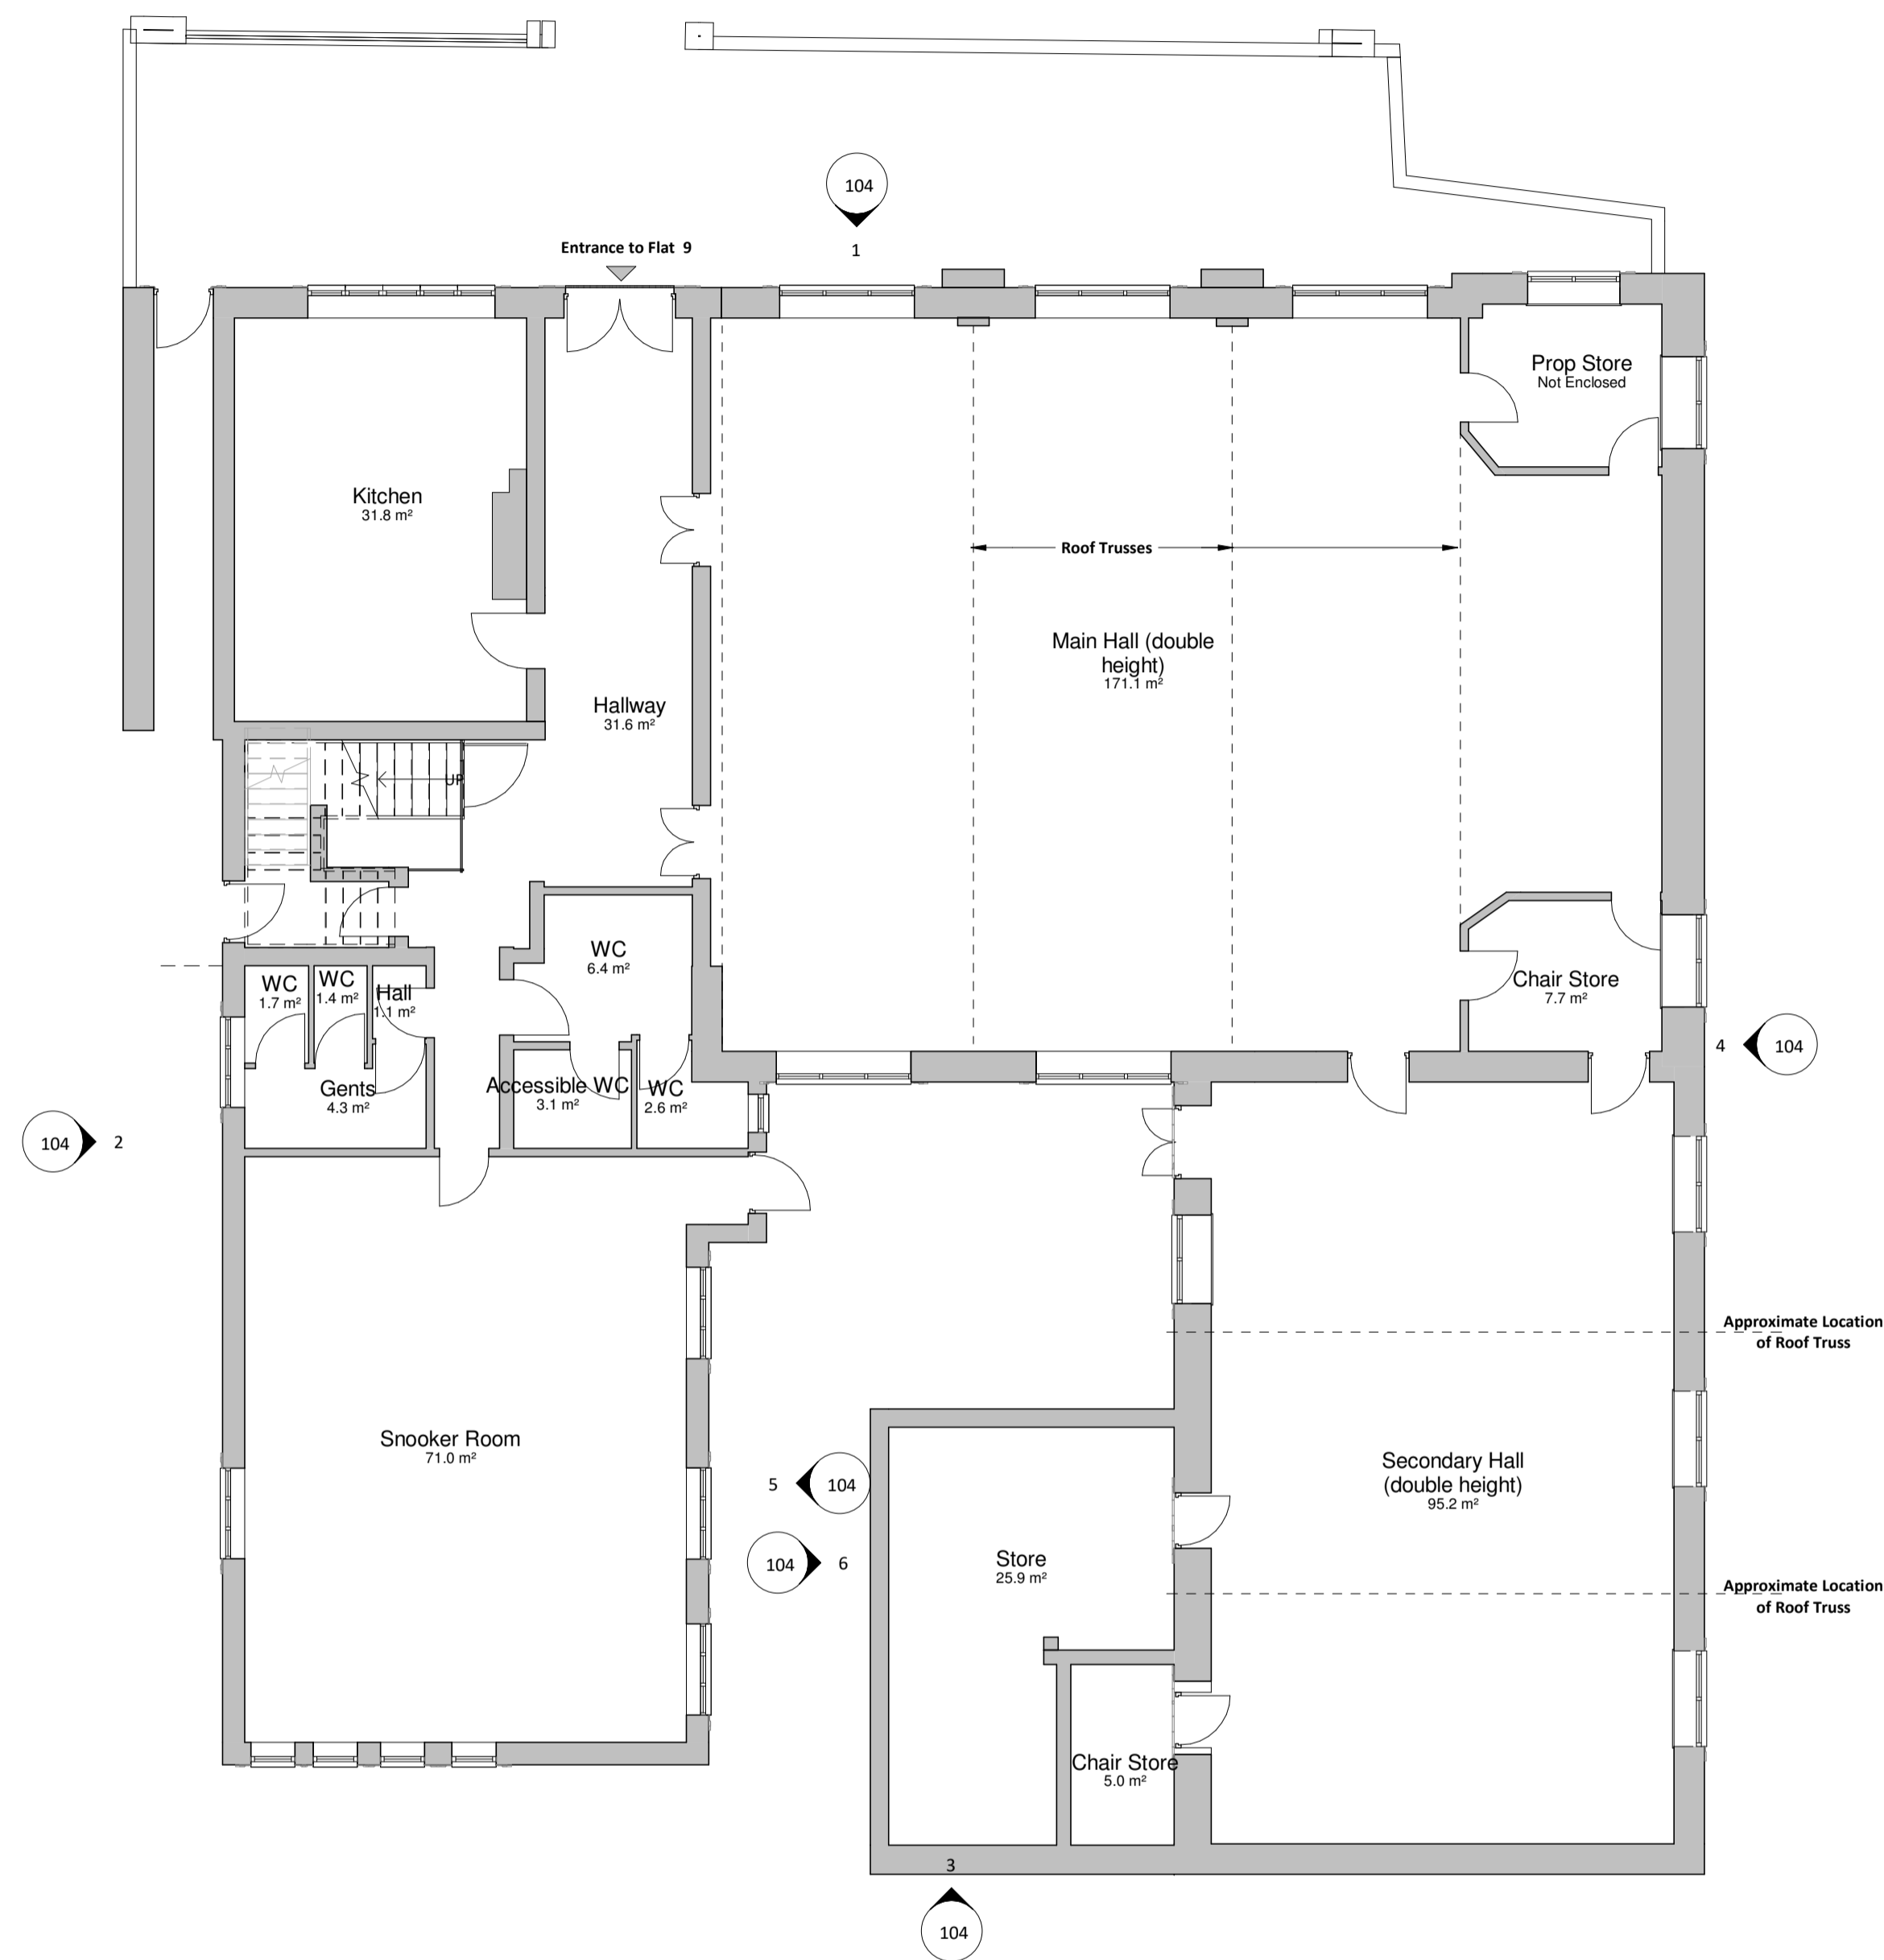 104
1
Entrance to Flat 9
Prop Store
Not Enclosed
Kitchen
31.8 m²
Roof Trusses
Main Hall (double
height)
171.1 m²
Hallway
31.6 m²
UP
WC
6.4 m²
WC
1.7 m²
WC
1.4 m²
Hall
1.1 m²
Chair Store
7.7 m²
4
104
Gents
4.3 m²
Accessible WC
3.1 m²
WC
2.6 m²
104
2
Approximate Location
of Roof Truss
Snooker Room
71.0 m²
Secondary Hall
(double height)
95.2 m²
5
104
104
6
Store
25.9 m²
Approximate Location
of Roof Truss
Chair Store
5.0 m²
3
104